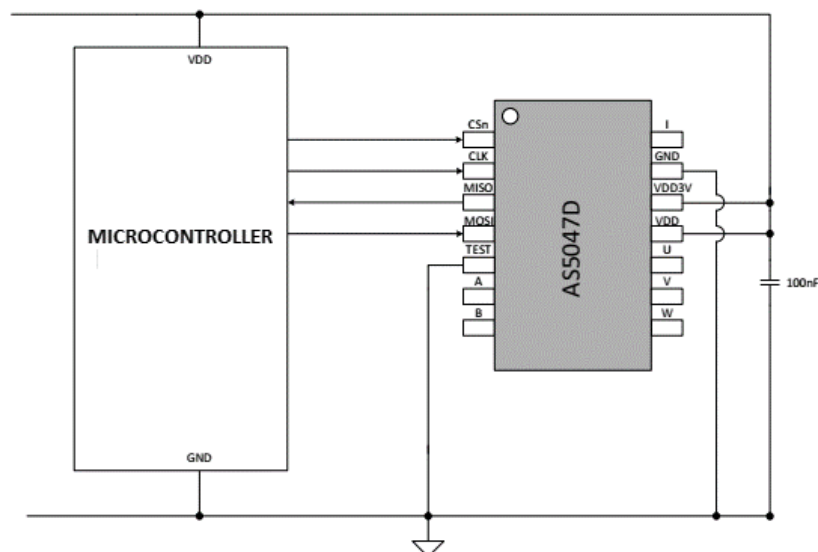 VDD
MICROCONTROLLER
GND
CSn
CLK
MISO
MOSI
TEST
A
B
AS5047D
I
GND
VDD3V
VDD
U
V
W
100nF